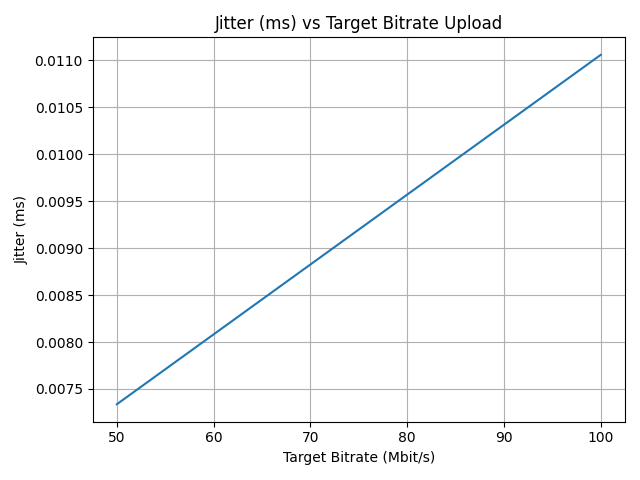 Jitter (ms) vs Target Bitrate Upload
0.0110
0.0105
0.0100
0.0095
0.0090
0.0085
0.0080
0.0075
Jitter (ms)
50 60 70 80 90 100
Target Bitrate (Mbit/s)